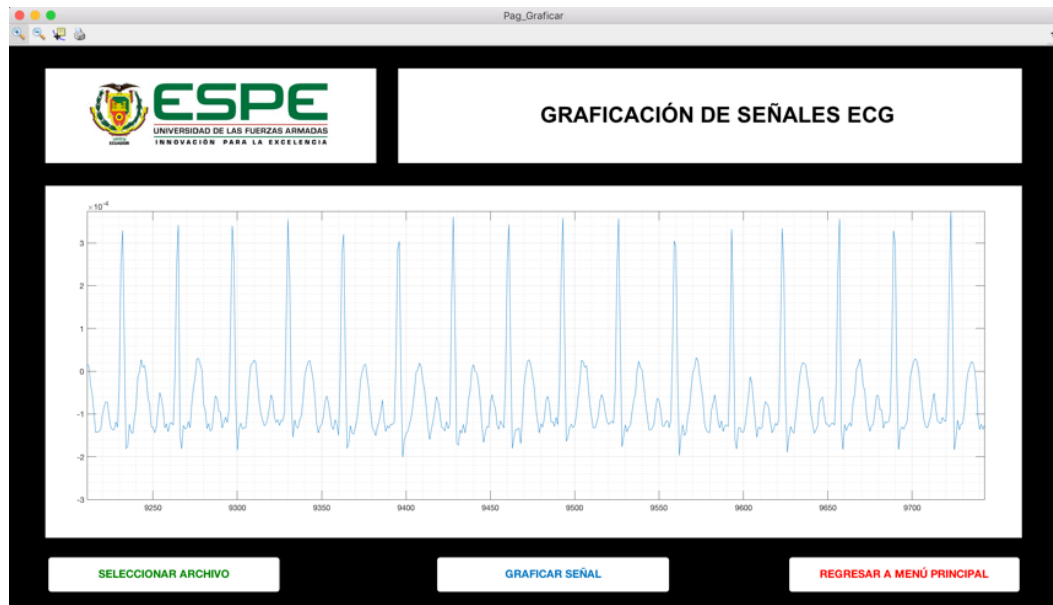 Pag_Graficar
ESPE
UNIVERSIDAD DE LAS FUERZAS ARMADAS
INNOVACIÓN PARA LA EXCELENCIA
ECUADOR
GRAFICACIÓN DE SEÑALES ECG
×10⁻⁴
3
2
1
0
-1
-2
-3
9250 9300 9350 9400 9450 9500 9550 9600 9650 9700
SELECCIONAR ARCHIVO
GRAFICAR SEÑAL
REGRESAR A MENÚ PRINCIPAL